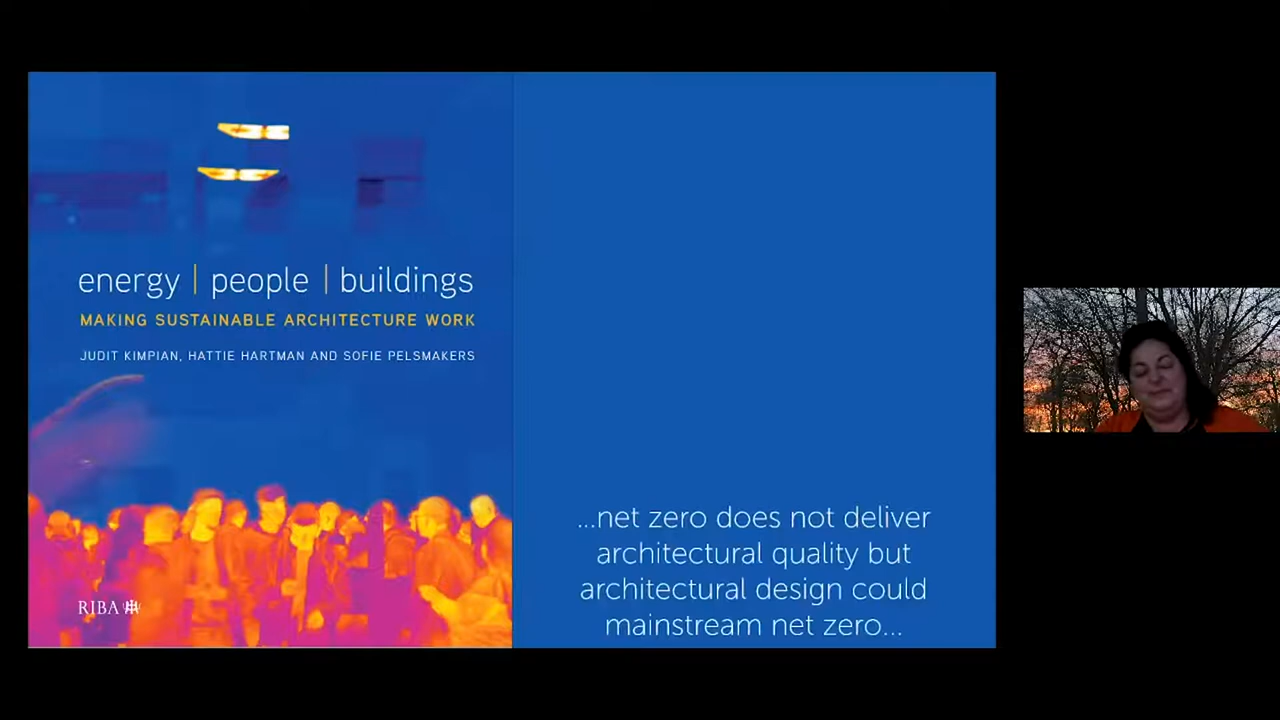 energy | people | buildings
MAKING SUSTAINABLE ARCHITECTURE WORK
JUDIT KIMPIAN, HATTIE HARTMAN AND SOFIE PELSMAKERS
RIBA
...net zero does not deliver
architectural quality but
architectural design could
mainstream net zero...